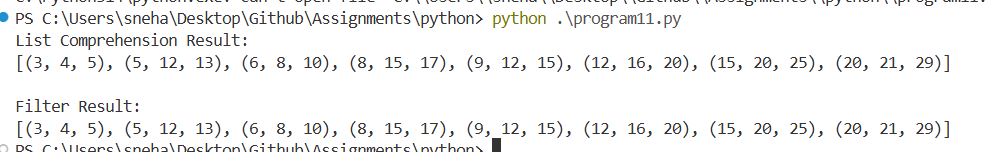 PS C:\Users\sneha\Desktop\Github\Assignments\python> python .\program11.py
List Comprehension Result:
[(3, 4, 5), (5, 12, 13), (6, 8, 10), (8, 15, 17), (9, 12, 15), (12, 16, 20), (15, 20, 25), (20, 21, 29)]
Filter Result:
[(3, 4, 5), (5, 12, 13), (6, 8, 10), (8, 15, 17), (9, 12, 15), (12, 16, 20), (15, 20, 25), (20, 21, 29)]
PS C:\Users\sneha\Desktop\Github\Assignments\python>